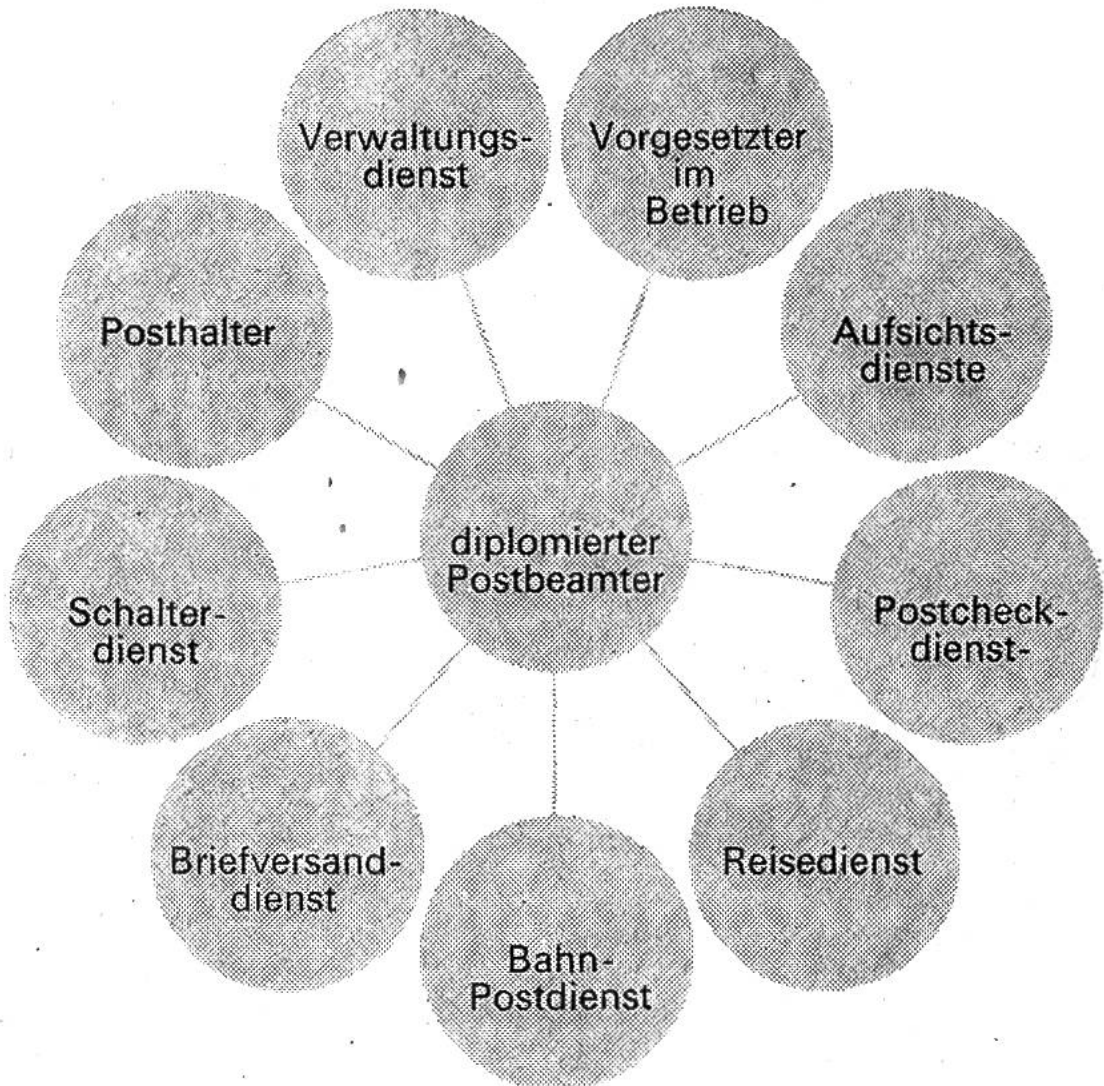 Verwaltungs-
dienst
Vorgesetzter
im
Betrieb
Posthalter
Aufsichts-
dienste
diplomierter
Postbeamter
Schalter-
dienst
Postcheck-
dienst-
Briefversand-
dienst
Reisedienst
Bahn-
Postdienst